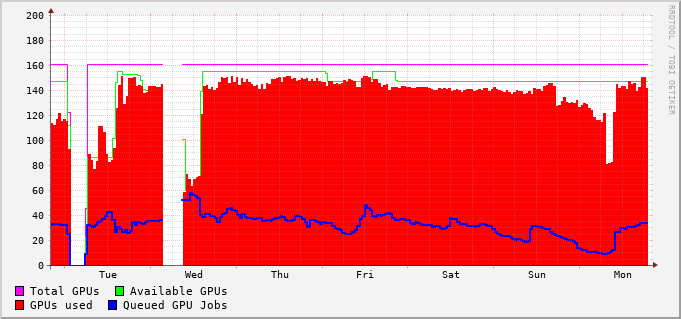 200
180
160
140
120
100
80
60
40
20
0
Tue Wed Thu Fri Sat Sun Mon
Total GPUs Available GPUs
GPUs used Queued GPU Jobs
RRDTOOL / TOBI OETIKER